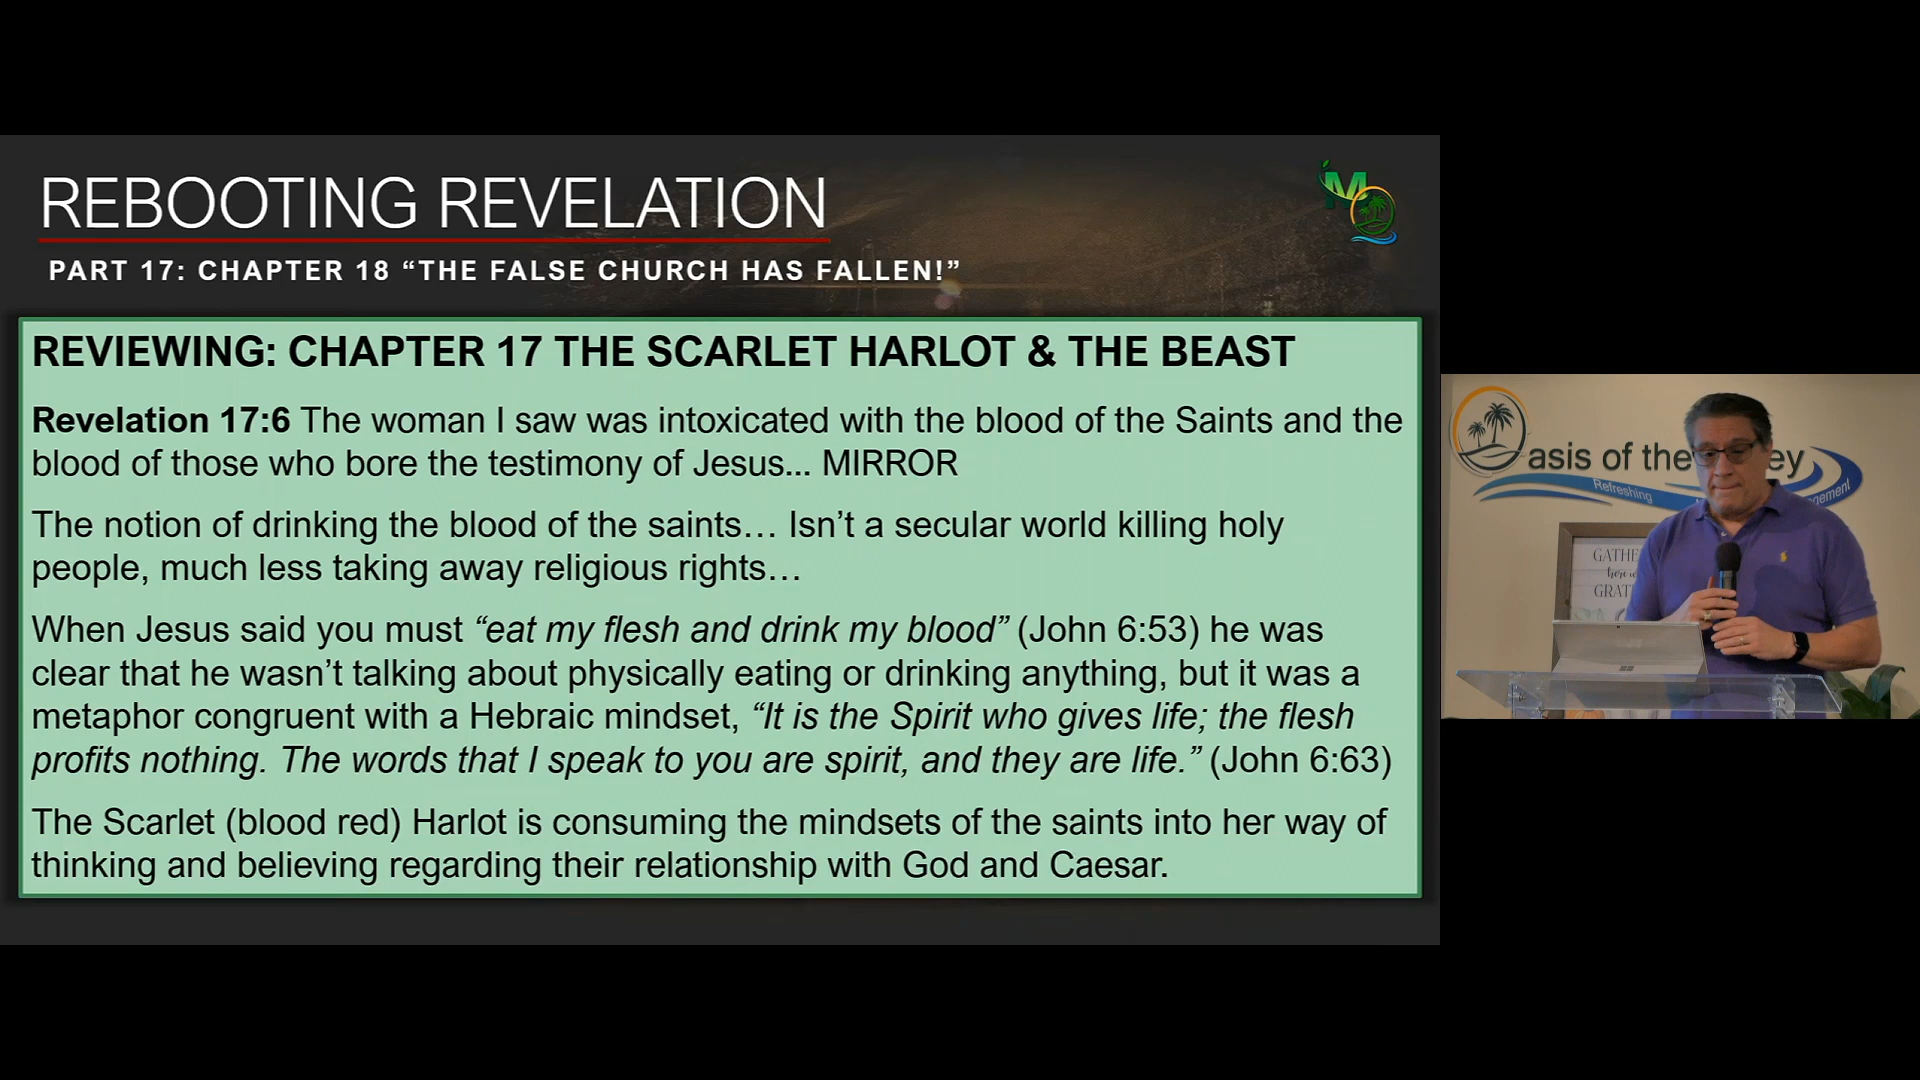 REBOOTING REVELATION
PART 17: CHAPTER 18 “THE FALSE CHURCH HAS FALLEN!”
M
REVIEWING: CHAPTER 17 THE SCARLET HARLOT & THE BEAST
Revelation 17:6 The woman I saw was intoxicated with the blood of the Saints and the
blood of those who bore the testimony of Jesus... MIRROR
The notion of drinking the blood of the saints… Isn’t a secular world killing holy
people, much less taking away religious rights…
When Jesus said you must “eat my flesh and drink my blood” (John 6:53) he was
clear that he wasn’t talking about physically eating or drinking anything, but it was a
metaphor congruent with a Hebraic mindset, “It is the Spirit who gives life; the flesh
profits nothing. The words that I speak to you are spirit, and they are life.” (John 6:63)
The Scarlet (blood red) Harlot is consuming the mindsets of the saints into her way of
thinking and believing regarding their relationship with God and Caesar.
asis of the ey
Refreshing gement
GATHE
here w
GRAT